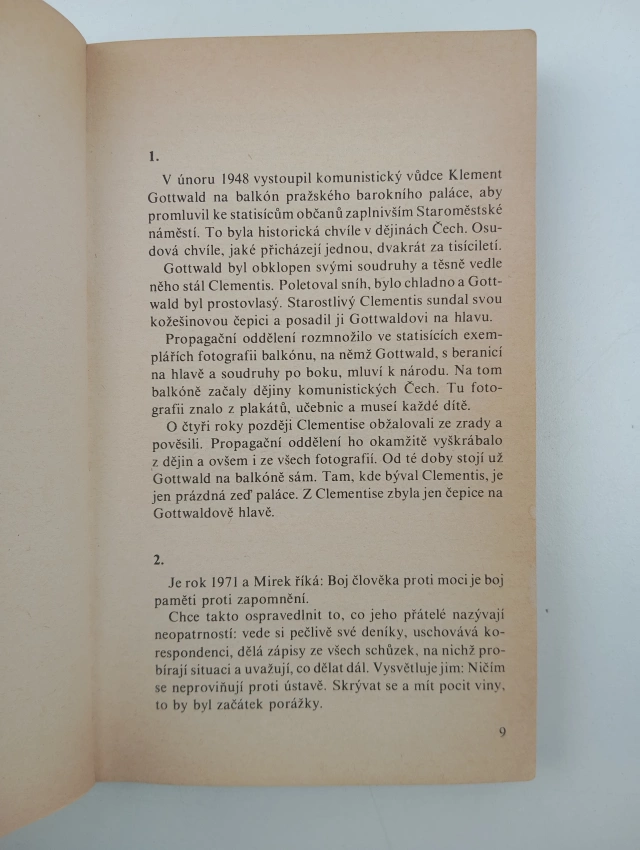 1.
V únoru 1948 vystoupil komunistický vůdce Klement
Gottwald na balkón pražského barokního paláce, aby
promluvil ke statisícům občanů zaplnivším Staroměstské
náměstí. To byla historická chvíle v dějinách Čech. Osu-
dová chvíle, jaké přicházejí jednou, dvakrát za tisíciletí.
Gottwald byl obklopen svými soudruhy a těsně vedle
něho stál Clementis. Poletoval sníh, bylo chladno a Gott-
wald byl prostovlasý. Starostlivý Clementis sundal svou
kožešinovou čepici a posadil ji Gottwaldovi na hlavu.
Propagační oddělení rozmnožilo ve statisících exem-
plářích fotografii balkónu, na němž Gottwald, s beranicí
na hlavě a soudruhy po boku, mluví k národu. Na tom
balkóně začaly dějiny komunistických Čech. Tu foto-
grafii znalo z plakátů, učebnic a museí každé dítě.
O čtyři roky později Clementise obžalovali ze zrady a
pověsili. Propagační oddělení ho okamžitě vyškrábalo
z dějin a ovšem i ze všech fotografií. Od té doby stojí už
Gottwald na balkóně sám. Tam, kde býval Clementis, je
jen prázdná zeď paláce. Z Clementise zbyla jen čepice na
Gottwaldově hlavě.
2.
Je rok 1971 a Mirek říká: Boj člověka proti moci je boj
paměti proti zapomnění.
Chce takto ospravedlnit to, co jeho přátelé nazývají
neopatrností: vede si pečlivě své deníky, uschovává ko-
respondenci, dělá zápisy ze všech schůzek, na nichž pro-
bírají situaci a uvažují, co dělat dál. Vysvětluje jim: Ničím
se neproviňují proti ústavě. Skrývat se a mít pocit viny,
to by byl začátek porážky.
9